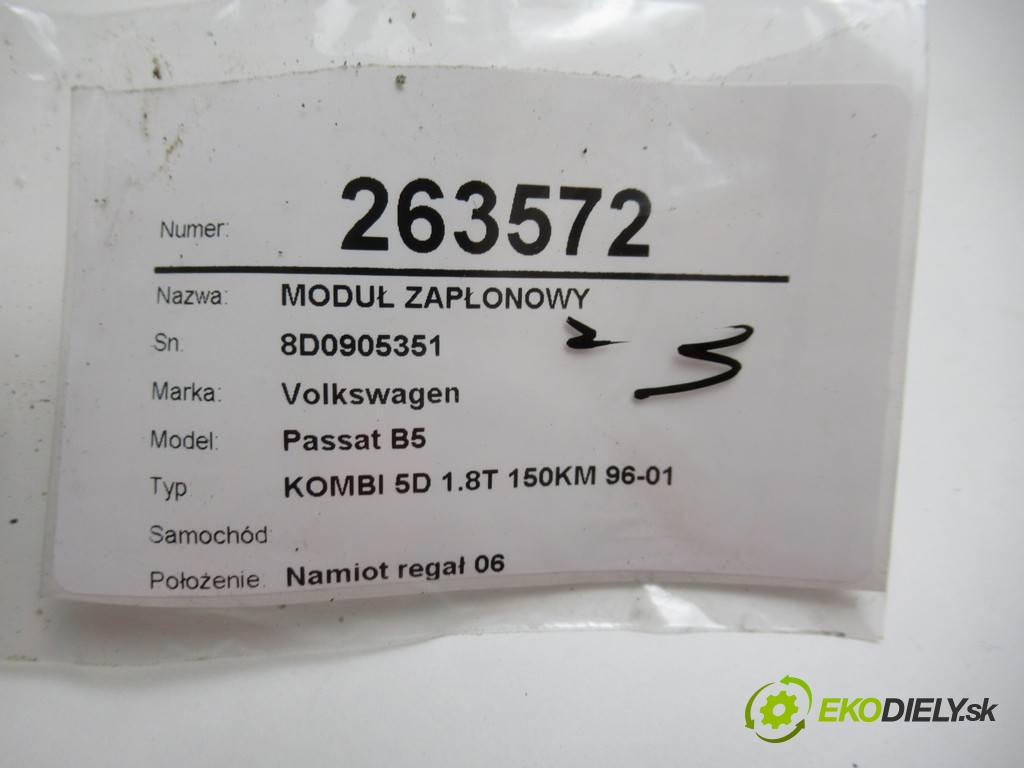 Numer: 263572
Nazwa: MODUŁ ZAPŁONOWY
Sn. 8D0905351
Marka: Volkswagen
Model: Passat B5
Typ KOMBI 5D 1.8T 150KM 96-01
Samochód
Położenie: Namiot regał 06
EKODIELY.sk